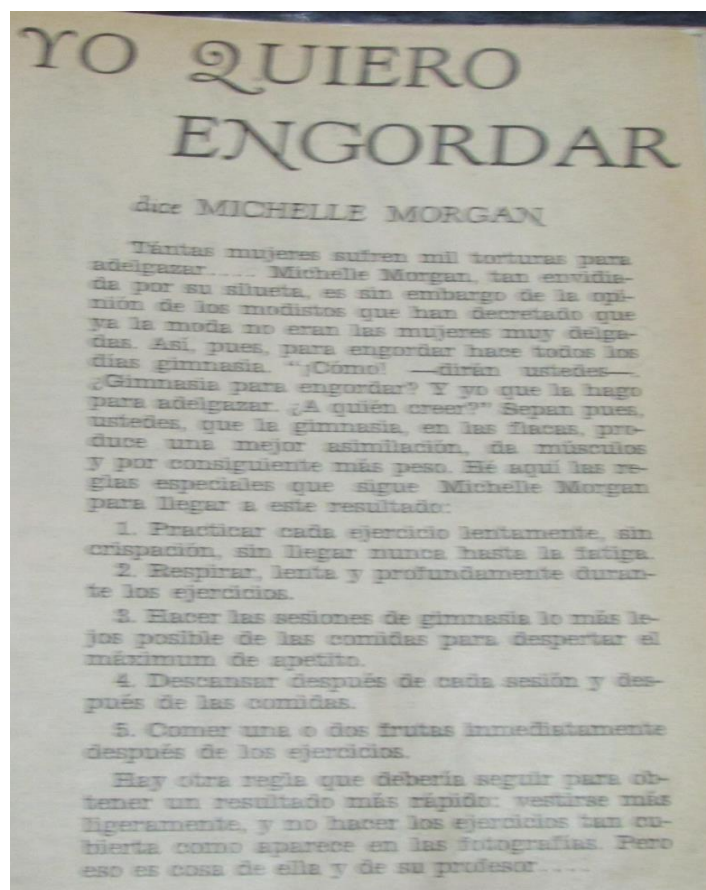 YO QUIERO
ENGORDAR
dice MICHELLE MORGAN
Tántas mujeres sufren mil torturas para
adelgazar..... Michelle Morgan, tan envidia-
da por su silueta, es sin embargo de la opi-
nión de los modistos que han decretado que
ya la moda no eran las mujeres muy delga-
das. Así, pues, para engordar hace todos los
días gimnasia. "¡Cómo! —dirán ustedes—.
¿Gimnasia para engordar? Y yo que la hago
para adelgazar. ¿A quién creer?" Sepan pues,
ustedes, que la gimnasia, en las flacas, pro-
duce una mejor asimilación, da músculos
y por consiguiente más peso. Hé aquí las re-
glas especiales que sigue Michelle Morgan
para llegar a este resultado:
1. Practicar cada ejercicio lentamente, sin
crispación, sin llegar nunca hasta la fatiga.
2. Respirar, lenta y profundamente duran-
te los ejercicios.
3. Hacer las sesiones de gimnasia lo más le-
jos posible de las comidas para despertar el
máximum de apetito.
4. Descansar después de cada sesión y des-
pués de las comidas.
5. Comer una o dos frutas inmediatamente
después de los ejercicios.
Hay otra regla que debería seguir para ob-
tener un resultado más rápido: vestirse más
ligeramente, y no hacer los ejercicios tan cu-
bierta como aparece en las fotografías. Pero
eso es cosa de ella y de su profesor.....